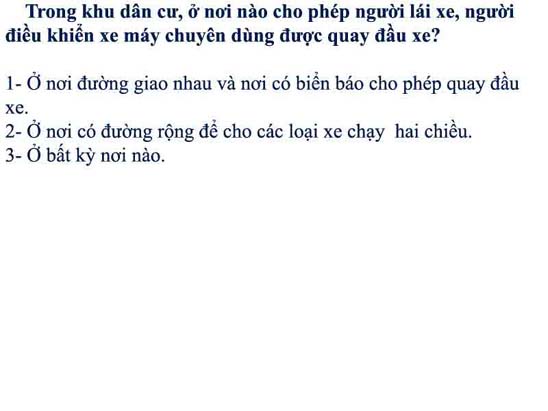 Trong khu dân cư, ở nơi nào cho phép người lái xe, người
điều khiển xe máy chuyên dùng được quay đầu xe?
1- Ở nơi đường giao nhau và nơi có biển báo cho phép quay đầu
xe.
2- Ở nơi có đường rộng để cho các loại xe chạy hai chiều.
3- Ở bất kỳ nơi nào.